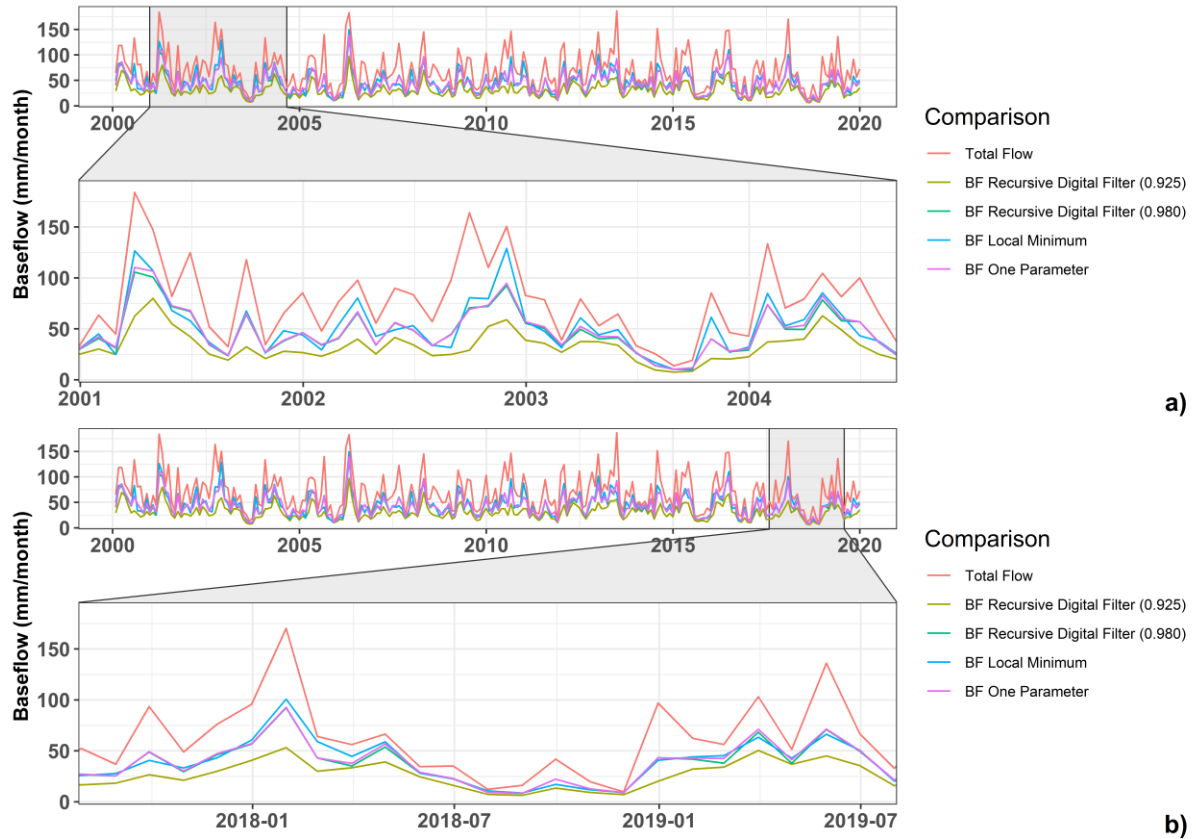 Baseflow (mm/month)
150
100
50
0
2000 2005 2010 2015 2020
150
100
50
0
2001 2002 2003 2004
Comparison
Total Flow
BF Recursive Digital Filter (0.925)
BF Recursive Digital Filter (0.980)
BF Local Minimum
BF One Parameter
a)
Baseflow (mm/month)
150
100
50
0
2000 2005 2010 2015 2020
150
100
50
0
2018-01 2018-07 2019-01 2019-07
Comparison
Total Flow
BF Recursive Digital Filter (0.925)
BF Recursive Digital Filter (0.980)
BF Local Minimum
BF One Parameter
b)